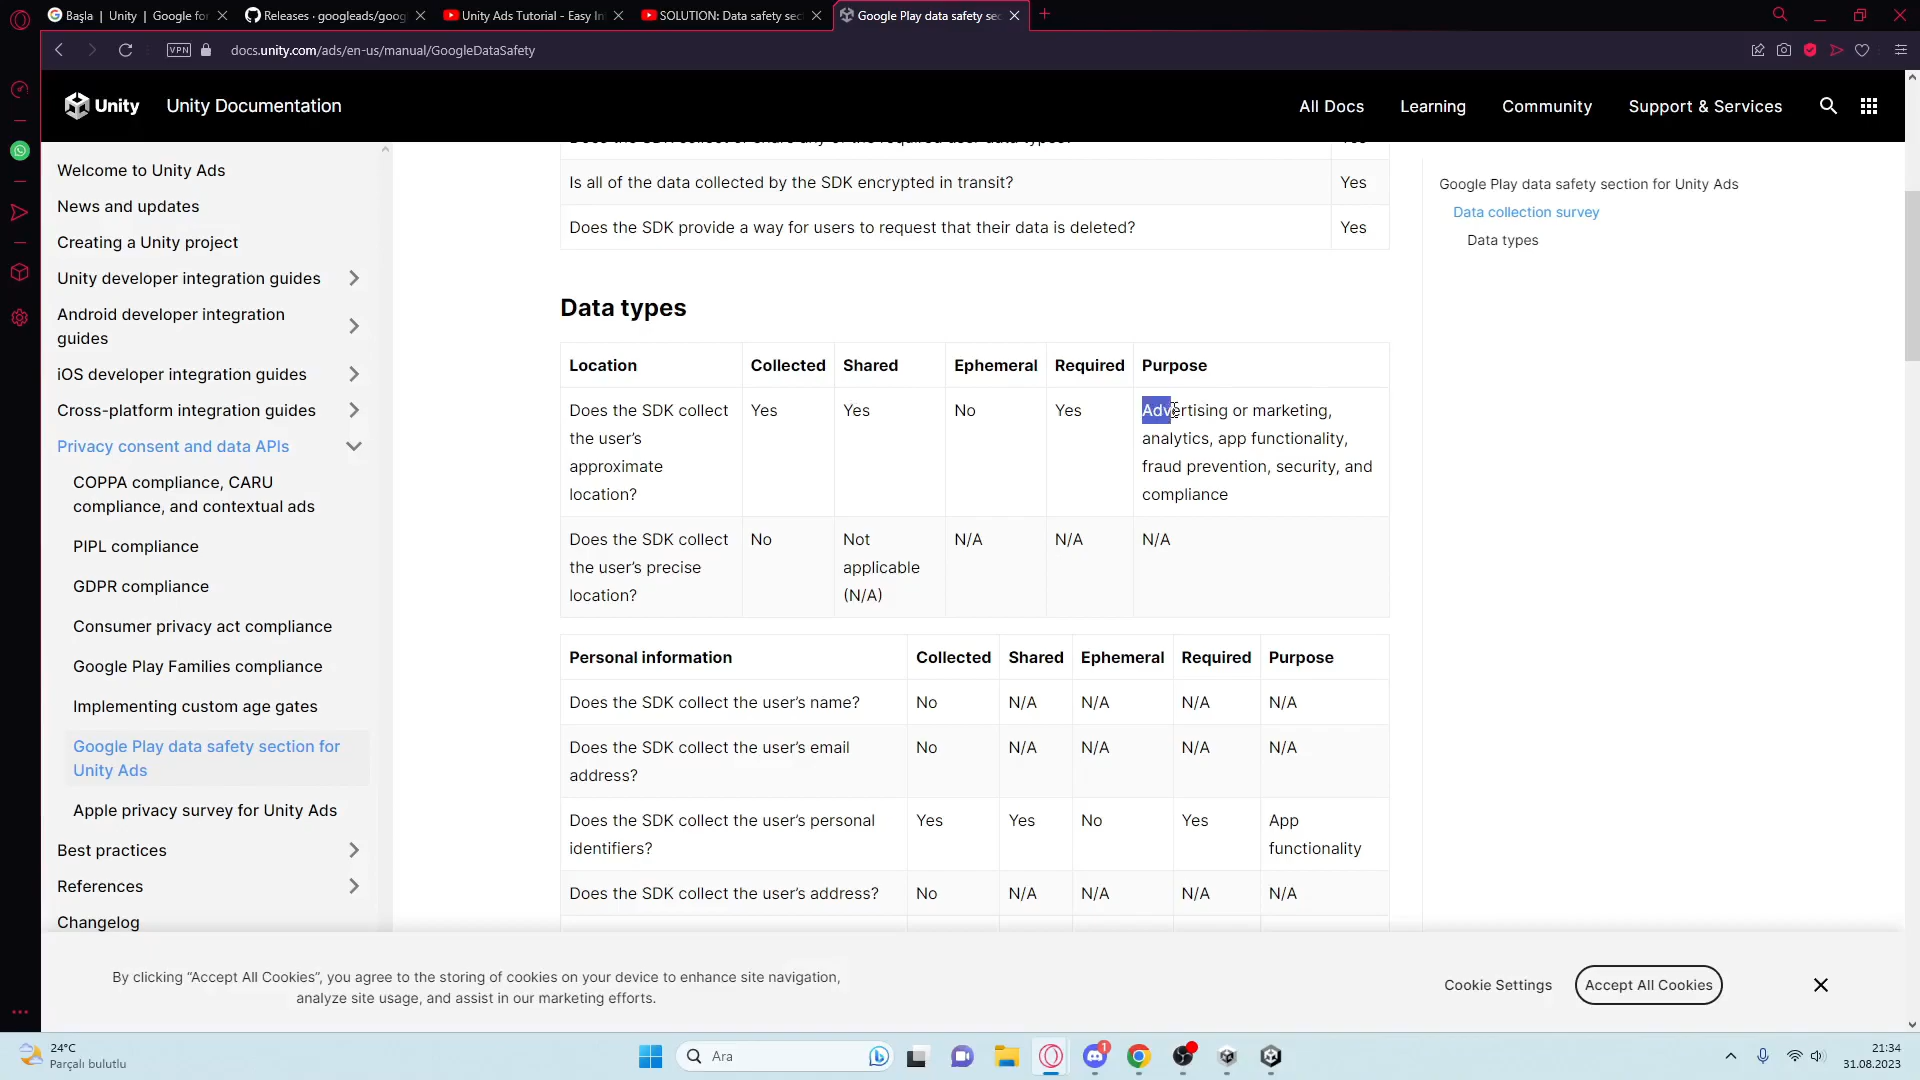 Başla | Unity | Google for
Releases · googleads/goog
Unity Ads Tutorial - Easy In
SOLUTION: Data safety sec
Google Play data safety sec
VPN
docs.unity.com/ads/en-us/manual/GoogleDataSafety
Unity
Unity Documentation
All Docs
Learning
Community
Support & Services
Welcome to Unity Ads
News and updates
Creating a Unity project
Unity developer integration guides
Android developer integration
guides
iOS developer integration guides
Cross-platform integration guides
Privacy consent and data APIs
COPPA compliance, CARU
compliance, and contextual ads
PIPL compliance
GDPR compliance
Consumer privacy act compliance
Google Play Families compliance
Implementing custom age gates
Google Play data safety section for
Unity Ads
Apple privacy survey for Unity Ads
Best practices
References
Changelog
Is all of the data collected by the SDK encrypted in transit? Yes
Does the SDK provide a way for users to request that their data is deleted? Yes
Data types
Location Collected Shared Ephemeral Required Purpose
Does the SDK collect Yes Yes No Yes Advertising or marketing,
the user's analytics, app functionality,
approximate fraud prevention, security, and
location? compliance
Does the SDK collect No Not N/A N/A N/A
the user's precise applicable
location? (N/A)
Personal information Collected Shared Ephemeral Required Purpose
Does the SDK collect the user's name? No N/A N/A N/A N/A
Does the SDK collect the user's email No N/A N/A N/A N/A
address?
Does the SDK collect the user's personal Yes Yes No Yes App
identifiers? functionality
Does the SDK collect the user's address? No N/A N/A N/A N/A
Google Play data safety section for Unity Ads
Data collection survey
Data types
By clicking “Accept All Cookies”, you agree to the storing of cookies on your device to enhance site navigation,
analyze site usage, and assist in our marketing efforts.
Cookie Settings
Accept All Cookies
24°C
Parçalı bulutlu
Ara
1
21:34
31.08.2023